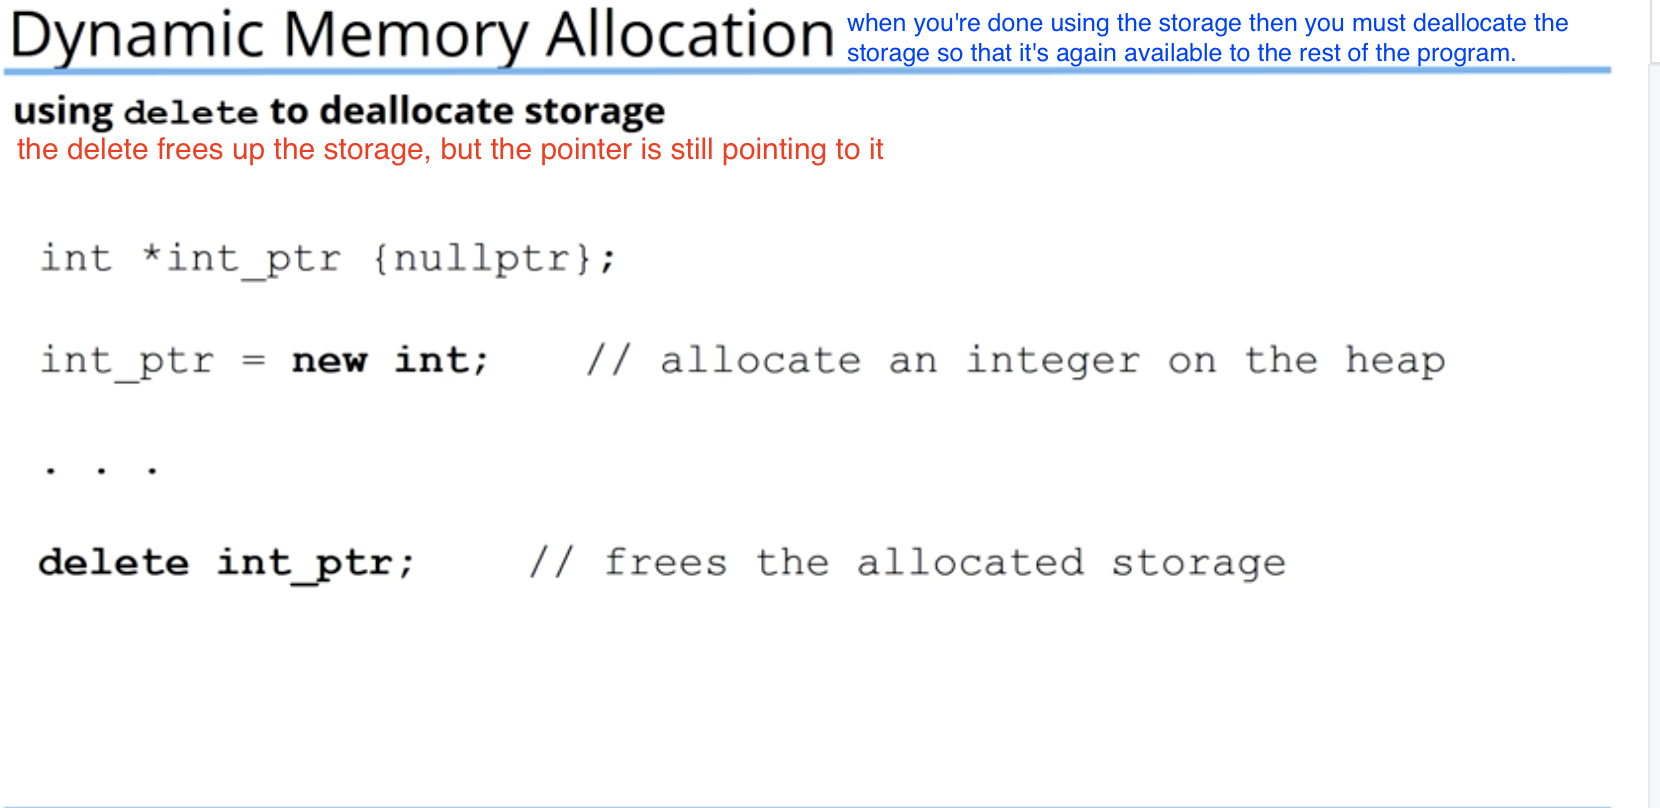 Dynamic Memory Allocation
when you're done using the storage then you must deallocate the
storage so that it's again available to the rest of the program.
using delete to deallocate storage
the delete frees up the storage, but the pointer is still pointing to it
int *int_ptr {nullptr};
int_ptr = new int; // allocate an integer on the heap
. . .
delete int_ptr; // frees the allocated storage